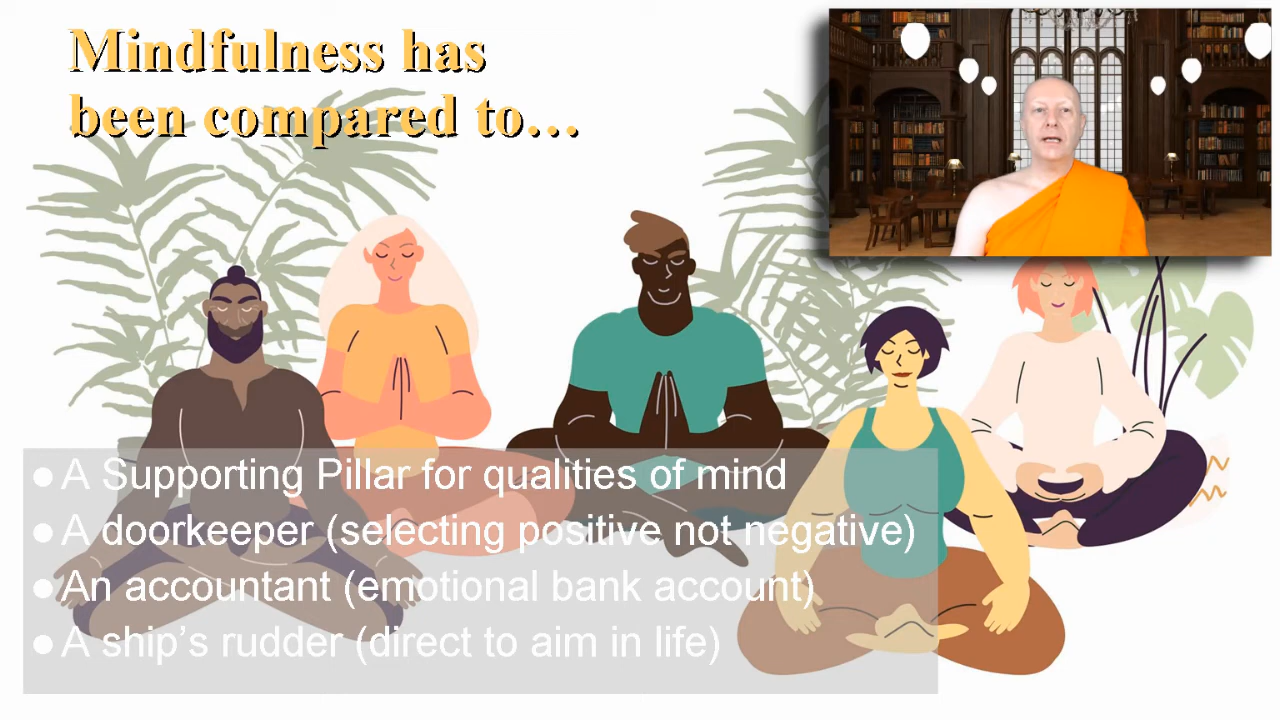 Mindfulness has
been compared to…
● A Supporting Pillar for qualities of mind
● A doorkeeper (selecting positive not negative)
● An accountant (emotional bank account)
● A ship’s rudder (direct to aim in life)